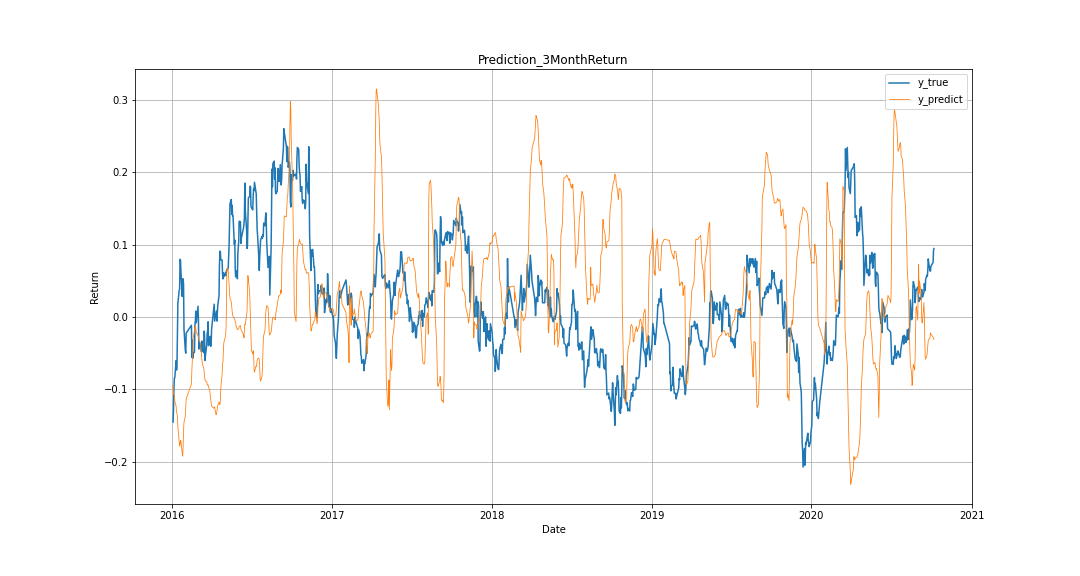 Prediction_3MonthReturn
y_true
y_predict
0.3
0.2
0.1
0.0
−0.1
−0.2
Return
2016 2017 2018 2019 2020 2021
Date